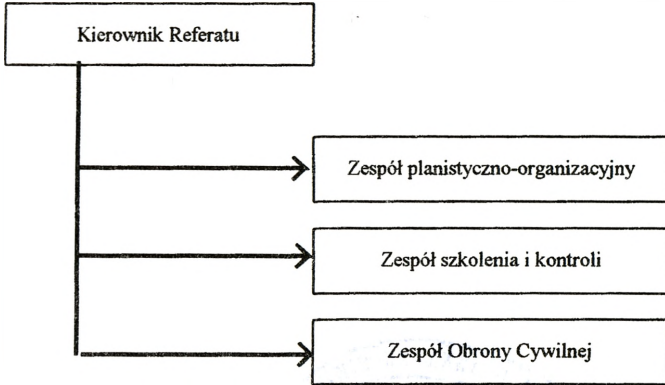 Kierownik Referatu
Zespół planistyczno-organizacyjny
Zespół szkolenia i kontroli
Zespół Obrony Cywilnej